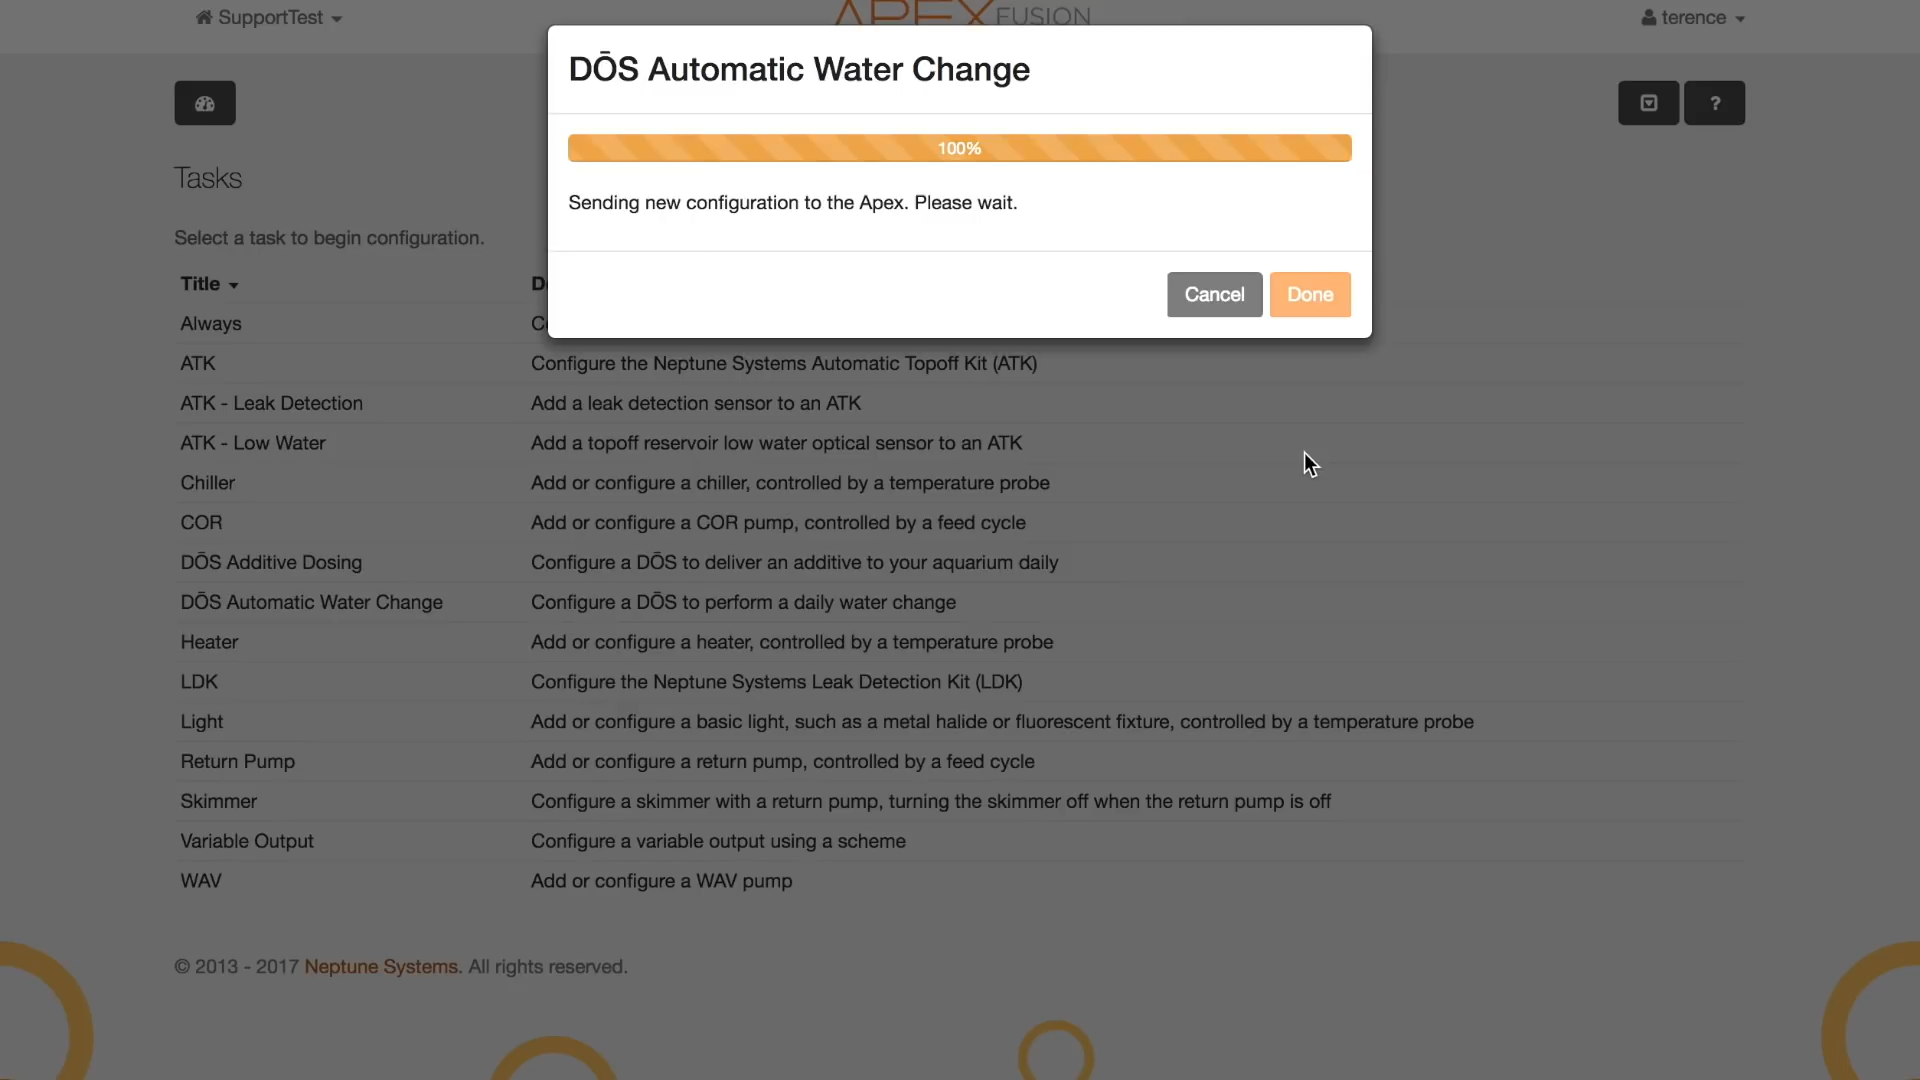 SupportTest
APEX FUSION
terence
DŌS Automatic Water Change
100%
Sending new configuration to the Apex. Please wait.
Cancel
Done
?
Tasks
Select a task to begin configuration.
Title
Always
ATK Configure the Neptune Systems Automatic Topoff Kit (ATK)
ATK - Leak Detection Add a leak detection sensor to an ATK
ATK - Low Water Add a topoff reservoir low water optical sensor to an ATK
Chiller Add or configure a chiller, controlled by a temperature probe
COR Add or configure a COR pump, controlled by a feed cycle
DŌS Additive Dosing Configure a DŌS to deliver an additive to your aquarium daily
DŌS Automatic Water Change Configure a DŌS to perform a daily water change
Heater Add or configure a heater, controlled by a temperature probe
LDK Configure the Neptune Systems Leak Detection Kit (LDK)
Light Add or configure a basic light, such as a metal halide or fluorescent fixture, controlled by a temperature probe
Return Pump Add or configure a return pump, controlled by a feed cycle
Skimmer Configure a skimmer with a return pump, turning the skimmer off when the return pump is off
Variable Output Configure a variable output using a scheme
WAV Add or configure a WAV pump
© 2013 - 2017 Neptune Systems. All rights reserved.